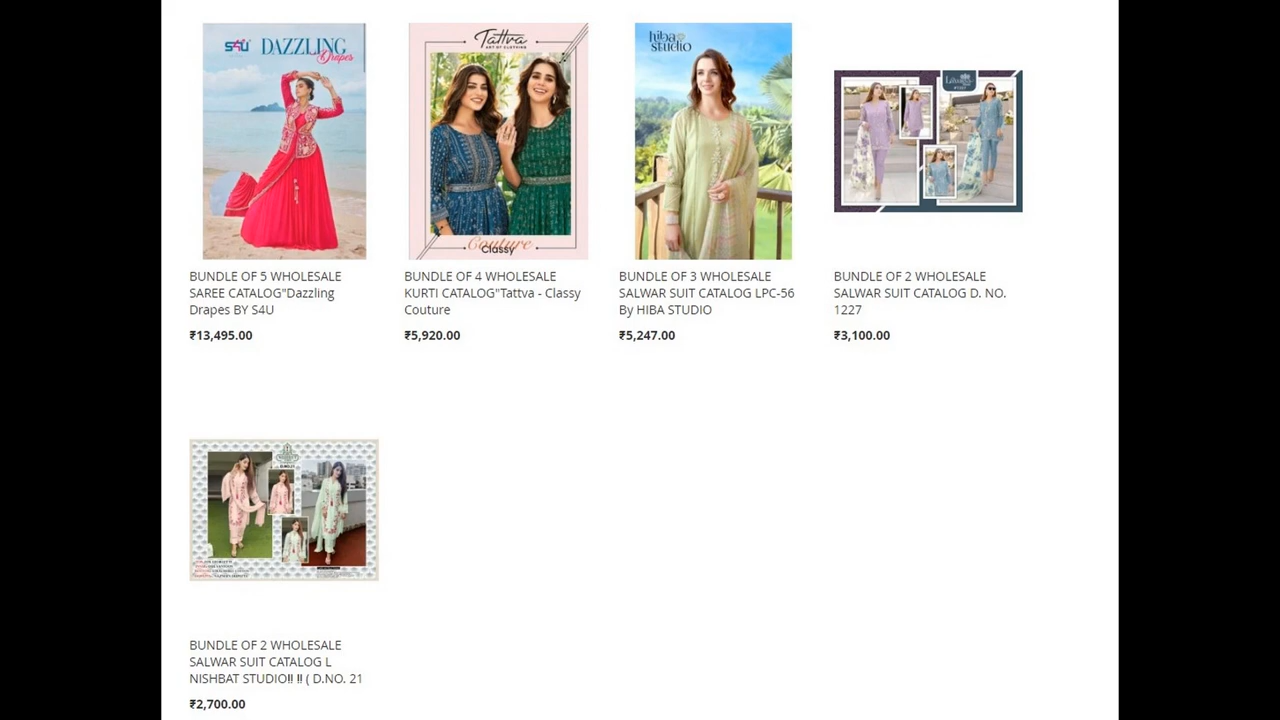 S4U
DAZZLING
Drapes
Tattva
ART OF CLOTHING
Couture
Classy
hiba
studio
BUNDLE OF 5 WHOLESALE
SAREE CATALOG"Dazzling
Drapes BY S4U
₹13,495.00
BUNDLE OF 4 WHOLESALE
KURTI CATALOG"Tattva - Classy
Couture
₹5,920.00
BUNDLE OF 3 WHOLESALE
SALWAR SUIT CATALOG LPC-56
By HIBA STUDIO
₹5,247.00
BUNDLE OF 2 WHOLESALE
SALWAR SUIT CATALOG D. NO.
1227
₹3,100.00
BUNDLE OF 2 WHOLESALE
SALWAR SUIT CATALOG L
NISHBAT STUDIO!! !! ( D.NO. 21
₹2,700.00